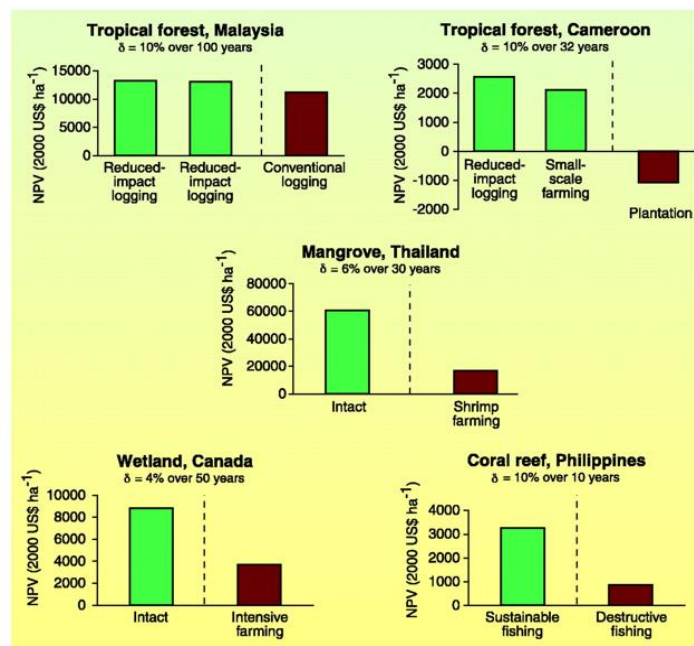 Tropical forest, Malaysia
δ = 10% over 100 years
NPV (2000 US$ ha⁻¹)
15000
10000
5000
0
Reduced-
impact
logging
Reduced-
impact
logging
Conventional
logging
Tropical forest, Cameroon
δ = 10% over 32 years
NPV (2000 US$ ha⁻¹)
3000
2000
1000
0
-1000
-2000
Reduced-
impact logging
Small-
scale
farming
Plantation
Mangrove, Thailand
δ = 6% over 30 years
NPV (2000 US$ ha⁻¹)
80000
60000
40000
20000
0
Intact
Shrimp
farming
Wetland, Canada
δ = 4% over 50 years
NPV (2000 US$ ha⁻¹)
10000
8000
6000
4000
2000
0
Intact
Intensive
farming
Coral reef, Philippines
δ = 10% over 10 years
NPV (2000 US$ ha⁻¹)
4000
3000
2000
1000
0
Sustainable
fishing
Destructive
fishing